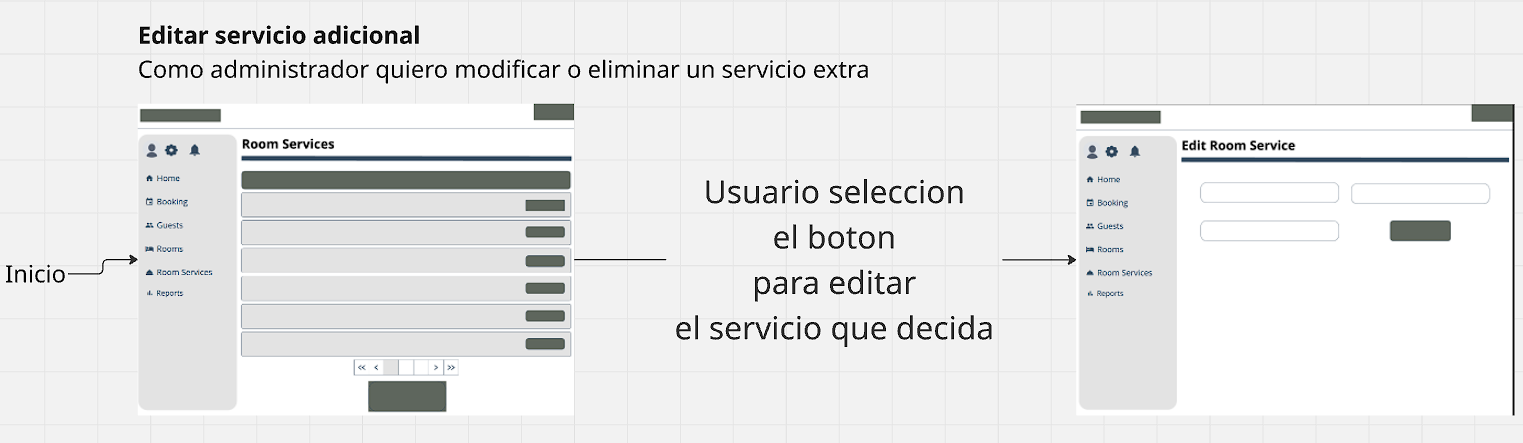 Editar servicio adicional
Como administrador quiero modificar o eliminar un servicio extra
Inicio
Room Services
Home
Booking
Guests
Rooms
Room Services
Reports
<< < > >>
Usuario seleccion
el boton
para editar
el servicio que decida
Edit Room Service
Home
Booking
Guests
Rooms
Room Services
Reports